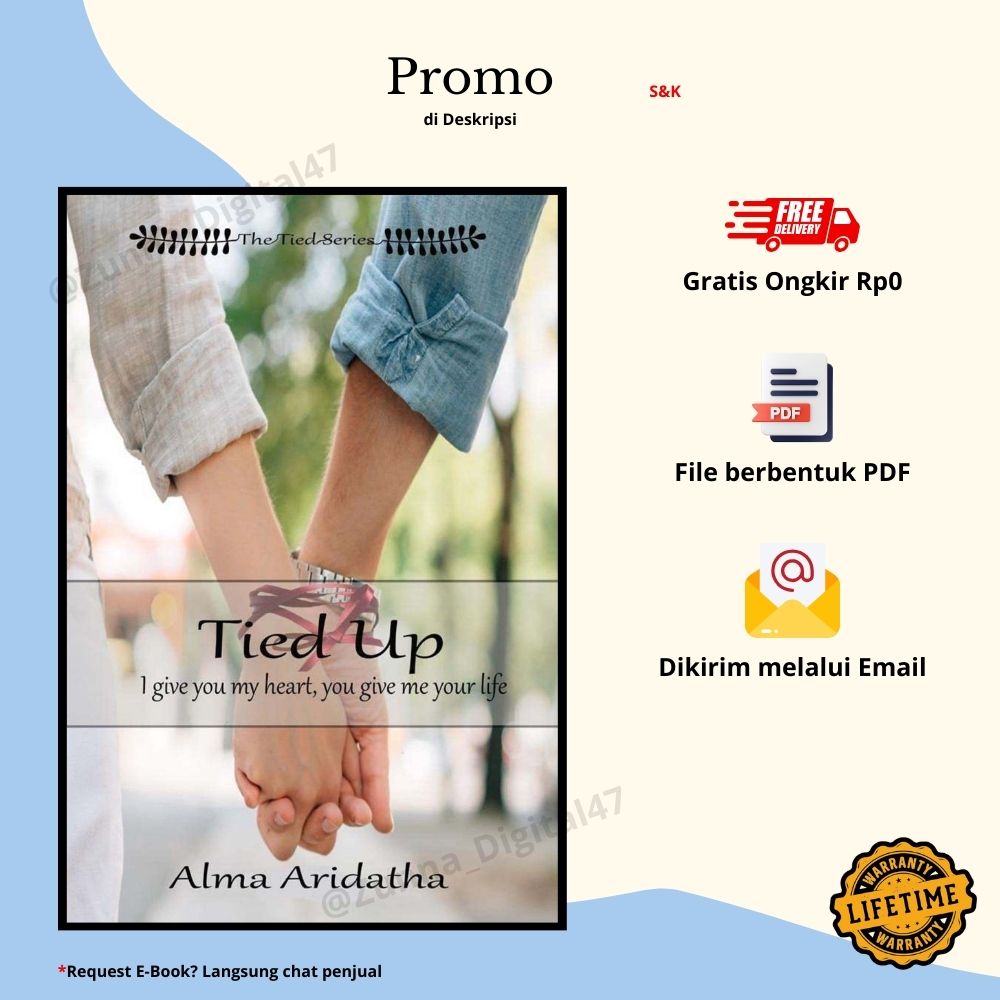 Promo
di Deskripsi
S&K
@Zumna_Digital47
The Tied Series
Tied Up
I give you my heart, you give me your life
Alma Aridatha
@Zumna_Digital47
FREE
DELIVERY
Gratis Ongkir Rp0
PDF
File berbentuk PDF
@
Dikirim melalui Email
WARRANTY
LIFETIME
WARRANTY
*Request E-Book? Langsung chat penjual